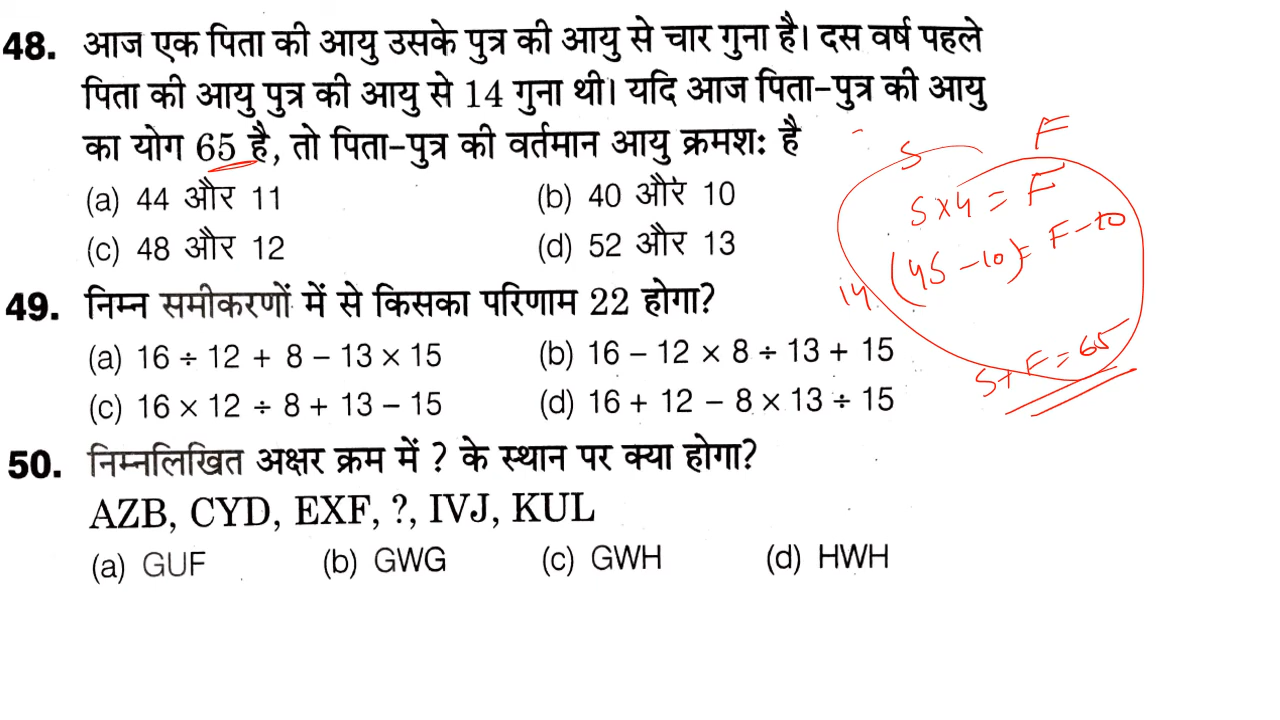 48. आज एक पिता की आयु उसके पुत्र की आयु से चार गुना है। दस वर्ष पहले
पिता की आयु पुत्र की आयु से 14 गुना थी। यदि आज पिता-पुत्र की आयु
का योग 65 है, तो पिता-पुत्र की वर्तमान आयु क्रमशः है
(a) 44 और 11 (b) 40 और 10
(c) 48 और 12 (d) 52 और 13
49. निम्न समीकरणों में से किसका परिणाम 22 होगा?
(a) 16 ÷ 12 + 8 – 13 × 15 (b) 16 – 12 × 8 ÷ 13 + 15
(c) 16 × 12 ÷ 8 + 13 – 15 (d) 16 + 12 – 8 × 13 ÷ 15
50. निम्नलिखित अक्षर क्रम में ? के स्थान पर क्या होगा?
AZB, CYD, EXF, ?, IVJ, KUL
(a) GUF (b) GWG (c) GWH (d) HWH
S F
S×4 = F
14 (4S – 10) = F – 10
S + F = 65